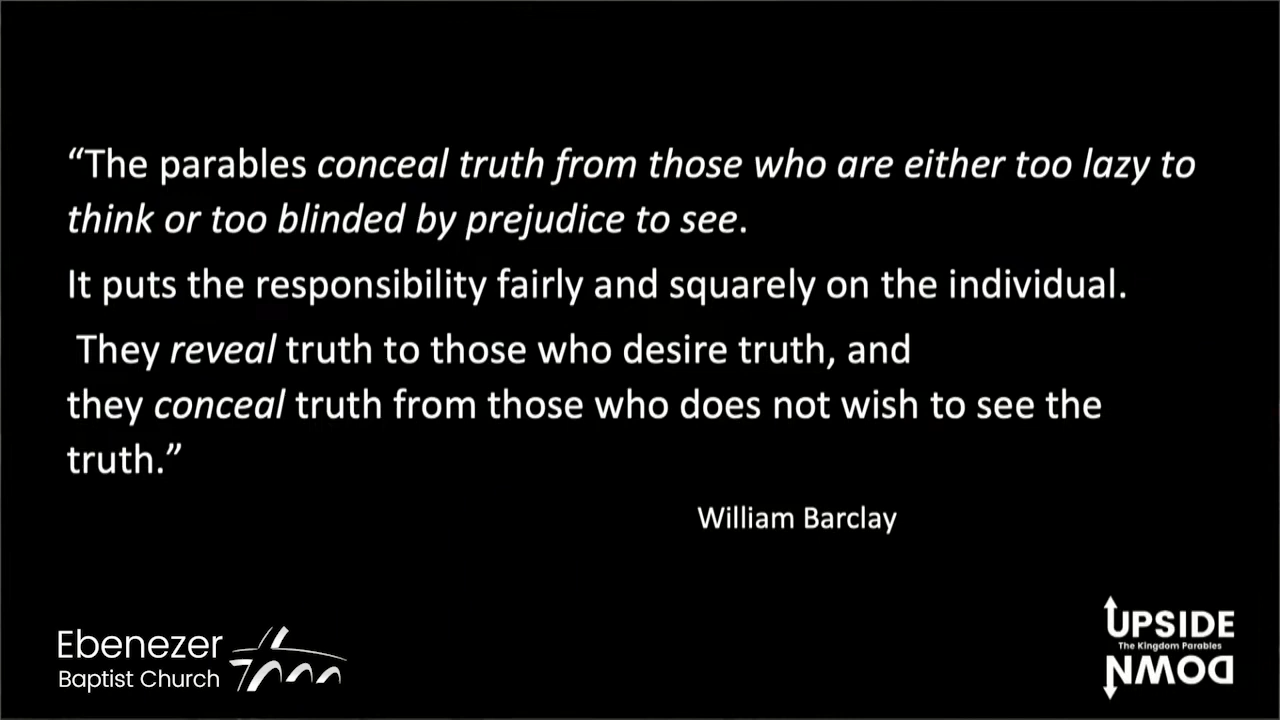 “The parables conceal truth from those who are either too lazy to
think or too blinded by prejudice to see.
It puts the responsibility fairly and squarely on the individual.
They reveal truth to those who desire truth, and
they conceal truth from those who does not wish to see the
truth.”
William Barclay
Ebenezer
Baptist Church
UPSIDE
The Kingdom Parables
DOWN